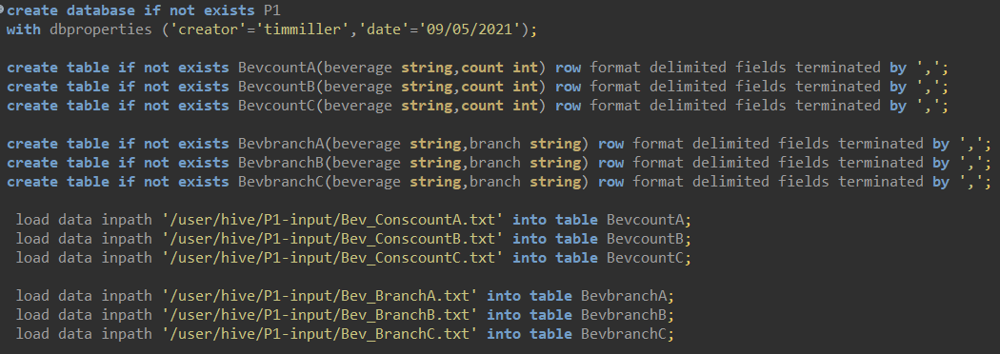 create database if not exists P1
with dbproperties ('creator'='timmiller','date'='09/05/2021');
create table if not exists BevcountA(beverage string,count int) row format delimited fields terminated by ',';
create table if not exists BevcountB(beverage string,count int) row format delimited fields terminated by ',';
create table if not exists BevcountC(beverage string,count int) row format delimited fields terminated by ',';
create table if not exists BevbranchA(beverage string,branch string) row format delimited fields terminated by ',';
create table if not exists BevbranchB(beverage string,branch string) row format delimited fields terminated by ',';
create table if not exists BevbranchC(beverage string,branch string) row format delimited fields terminated by ',';
load data inpath '/user/hive/P1-input/Bev_ConscountA.txt' into table BevcountA;
load data inpath '/user/hive/P1-input/Bev_ConscountB.txt' into table BevcountB;
load data inpath '/user/hive/P1-input/Bev_ConscountC.txt' into table BevcountC;
load data inpath '/user/hive/P1-input/Bev_BranchA.txt' into table BevbranchA;
load data inpath '/user/hive/P1-input/Bev_BranchB.txt' into table BevbranchB;
load data inpath '/user/hive/P1-input/Bev_BranchC.txt' into table BevbranchC;